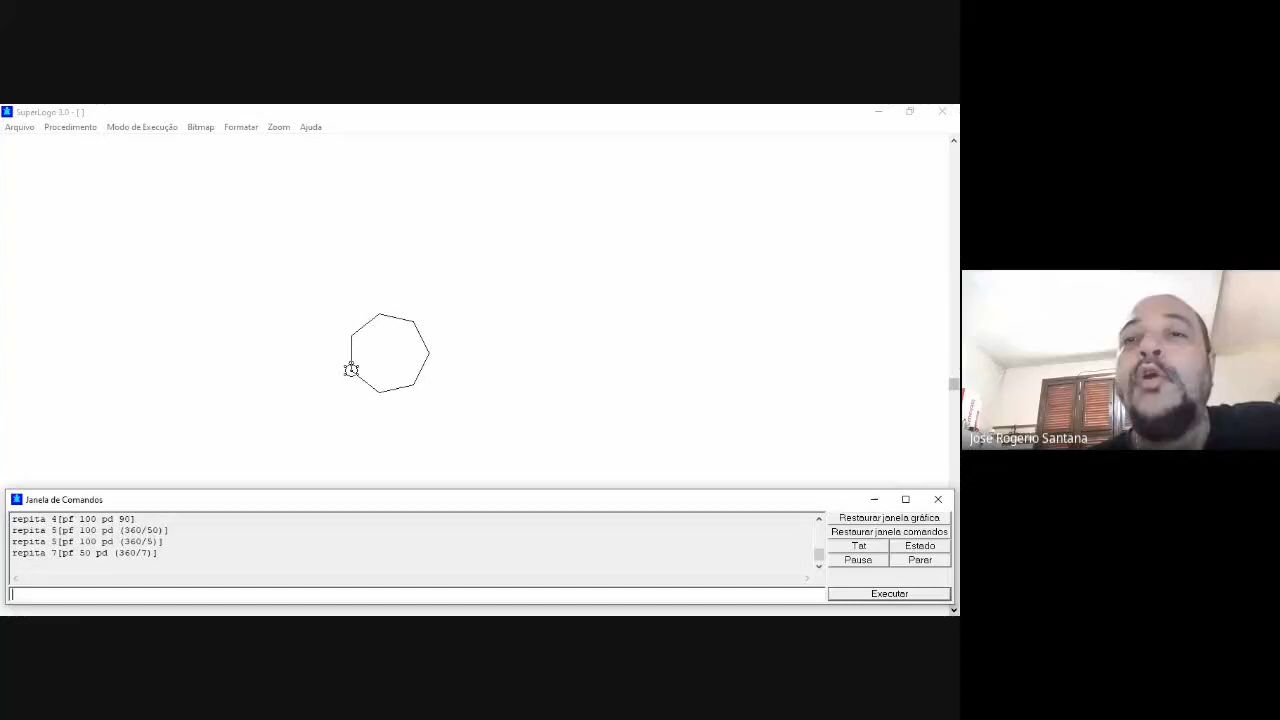 SuperLogo 3.0 - [ ]
Arquivo Procedimento Modo de Execução Bitmap Formatar Zoom Ajuda
José Rogerio Santana
Janela de Comandos
repita 4[pf 100 pd 90]
repita 5[pf 100 pd (360/50)]
repita 5[pf 100 pd (360/5)]
repita 7[pf 50 pd (360/7)]
Restaurar janela gráfica
Restaurar janela comandos
Tat Estado
Pausa Parar
Executar